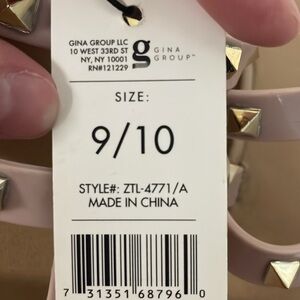 GINA GROUP LLC
10 WEST 33RD ST
NY, NY 10001
RN#121229
g GINA
GROUP™
SIZE:
9/10
STYLE#: ZTL-4771/A
MADE IN CHINA
7 31351 68796 0